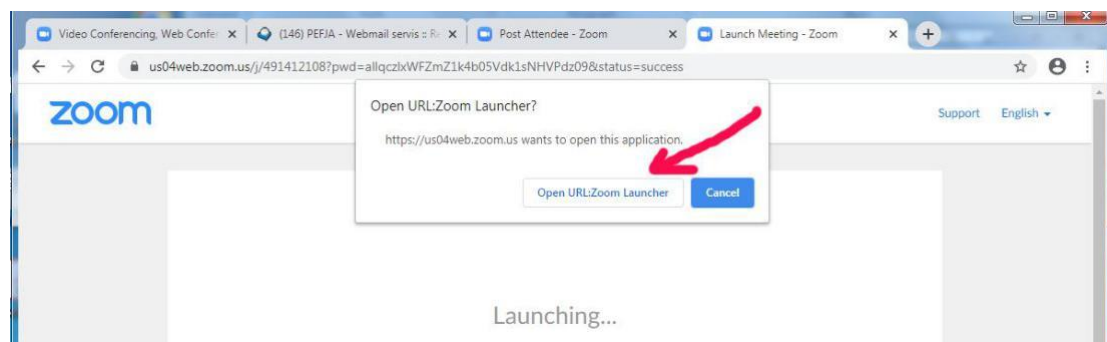 Video Conferencing, Web Confe
(146) PEFJA - Webmail servis :: R
Post Attendee - Zoom
Launch Meeting - Zoom
us04web.zoom.us/j/491412108?pwd=allqczlxWFZmZ1k4b05Vdk1sNHVPdz09&status=success
zoom
Support English
Open URL:Zoom Launcher?
https://us04web.zoom.us wants to open this application.
Open URL:Zoom Launcher
Cancel
Launching...